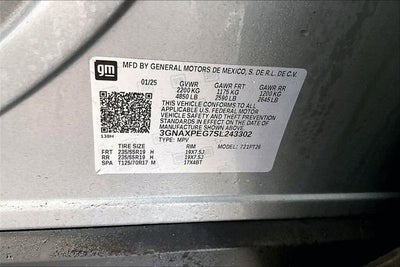 gm
MFD BY GENERAL MOTORS DE MEXICO, S. DE R.L. DE C.V.
01/25 GVWR GAWR FRT GAWR RR
2200 KG 1175 KG 1200 KG
4850 LB 2590 LB 2645 LB
THIS VEHICLE CONFORMS TO ALL
APPLICABLE U.S. FEDERAL MOTOR
VEHICLE SAFETY, BUMPER, AND THEFT
PREVENTION STANDARDS IN EFFECT ON
THE DATE OF MANUFACTURE SHOWN ABOVE.
3GNAXPEG7SL243302
TYPE: MPV
138H
TIRE SIZE RIM MODEL: 1PT26
FRT 235/55R19 H 19X7.5J
RR 235/55R19 H 19X7.5J
SPA T125/70R17 M 17X4BT